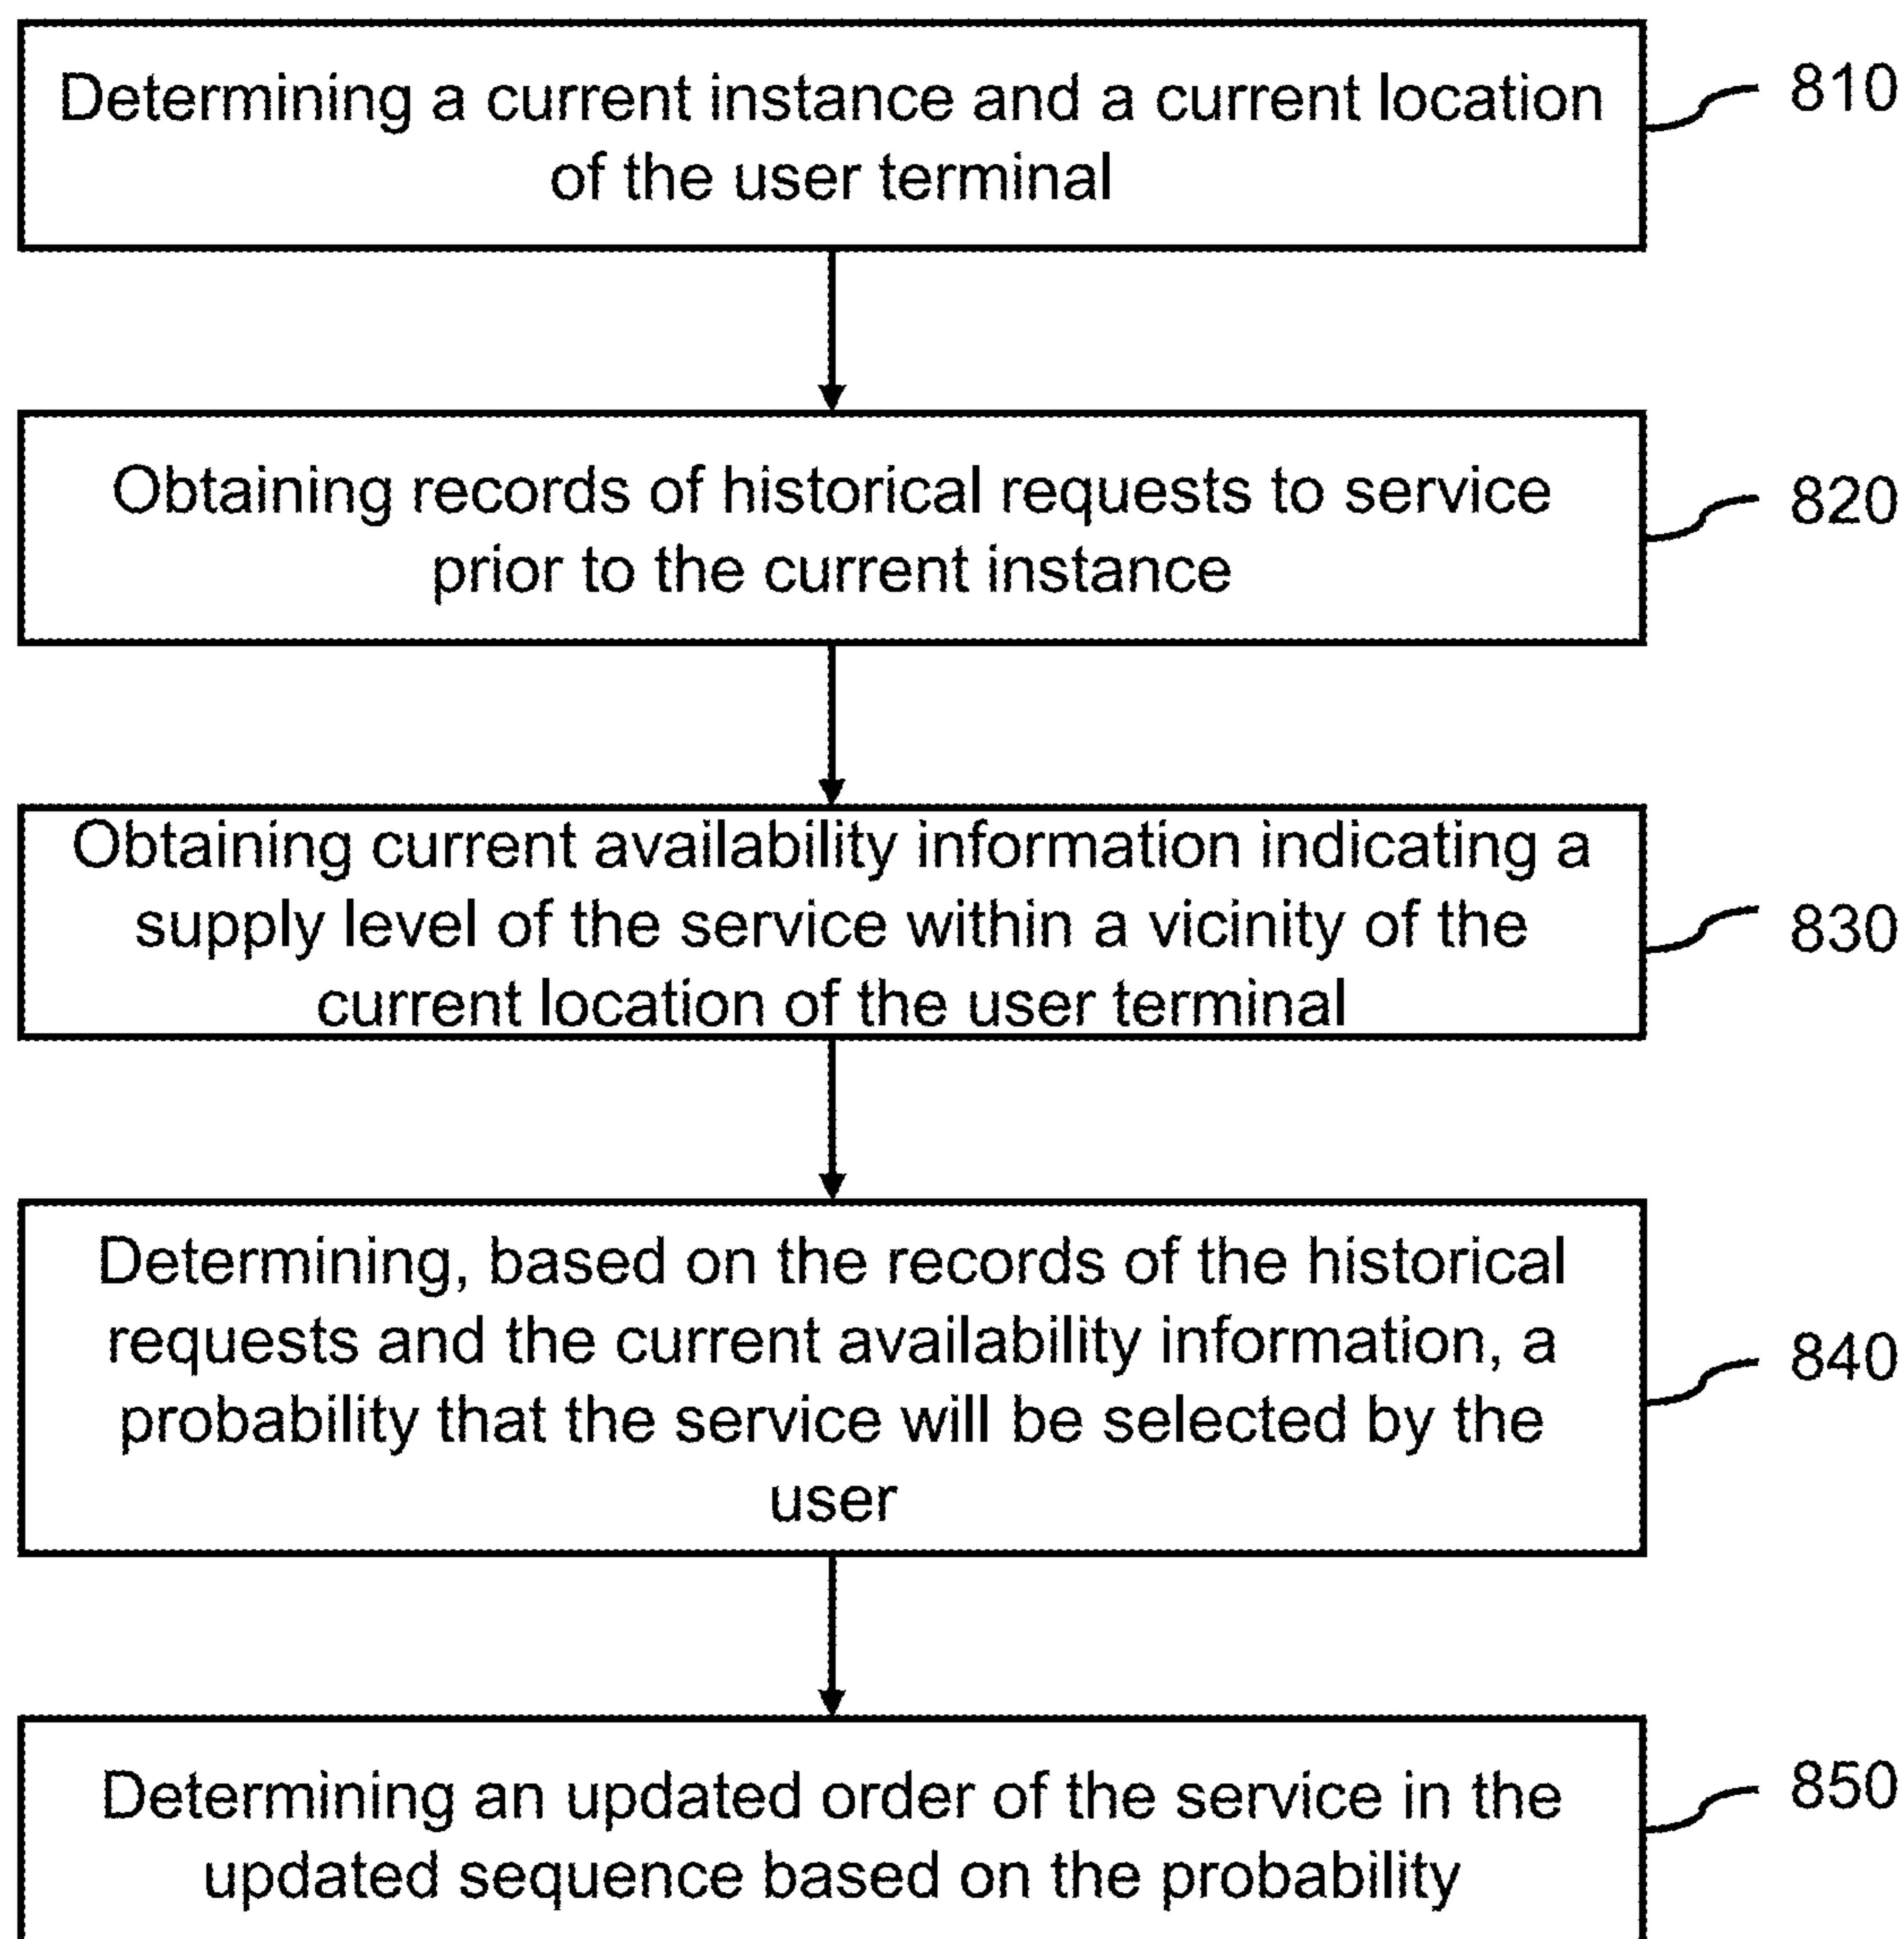 Determining a current instance and a current location
of the user terminal
810
Obtaining records of historical requests to service
prior to the current instance
820
Obtaining current availability information indicating a
supply level of the service within a vicinity of the
current location of the user terminal
830
Determining, based on the records of the historical
requests and the current availability information, a
probability that the service will be selected by the
user
840
Determining an updated order of the service in the
updated sequence based on the probability
850